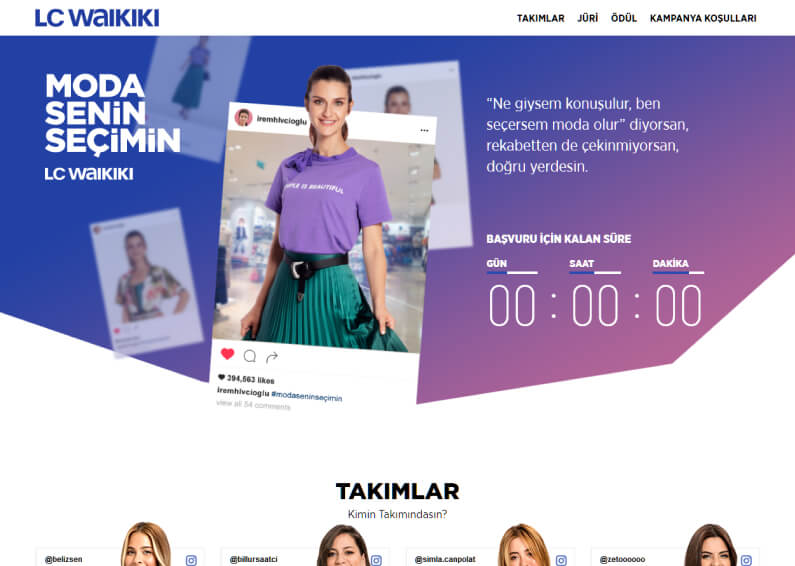 LC WAIKIKI
TAKIMLAR JÜRİ ÖDÜL KAMPANYA KOŞULLARI
MODA
SENİN
SEÇİMİN
LC WAIKIKI
iremhlvcioglu
PLE IS BEAUTIFUL
394,563 likes
iremhlvcioglu #modaseninseçimin
view all 54 comments
“Ne giysem konuşulur, ben
seçersem moda olur” diyorsan,
rekabetten de çekinmiyorsan,
doğru yerdesin.
BAŞVURU İÇİN KALAN SÜRE
GÜN SAAT DAKİKA
00 : 00 : 00
TAKIMLAR
Kimin Takımındasın?
@belizsen @billursaatci @simla.canpolat @zetoooooo